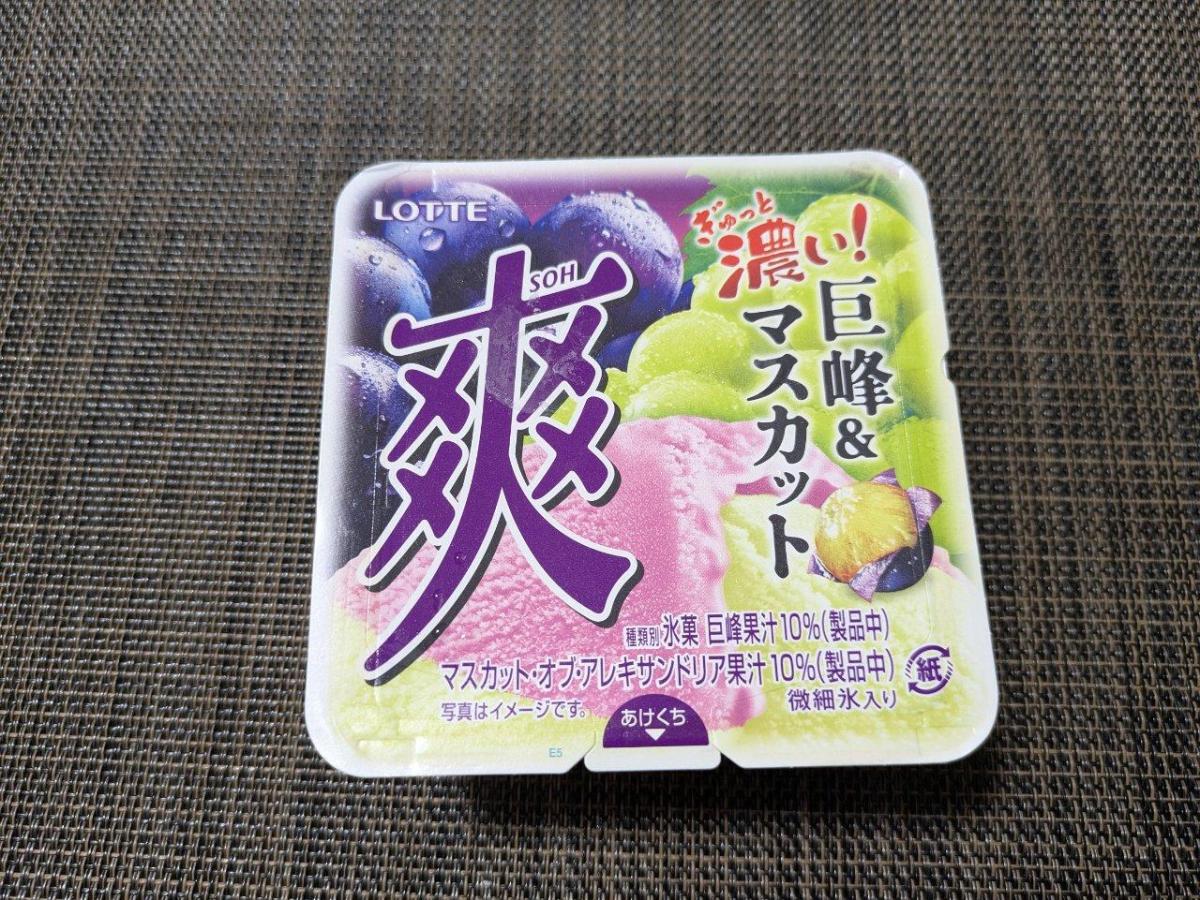 LOTTE
爽
SOH
ぎゅっと
濃い!
巨峰&
マスカット
種類別 氷菓 巨峰果汁10%(製品中)
マスカット・オブ・アレキサンドリア果汁10%(製品中)
紙
微細氷入り
写真はイメージです。
あけくち
E5